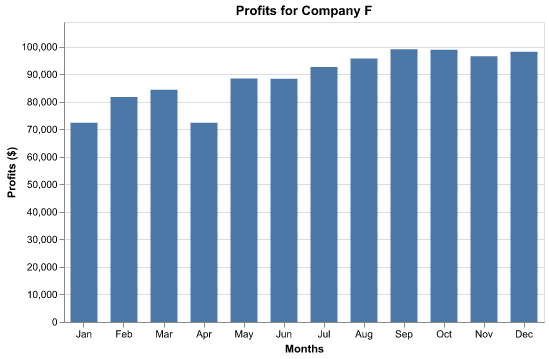 Profits for Company F
Profits ($)
100,000
90,000
80,000
70,000
60,000
50,000
40,000
30,000
20,000
10,000
0
Jan Feb Mar Apr May Jun Jul Aug Sep Oct Nov Dec
Months